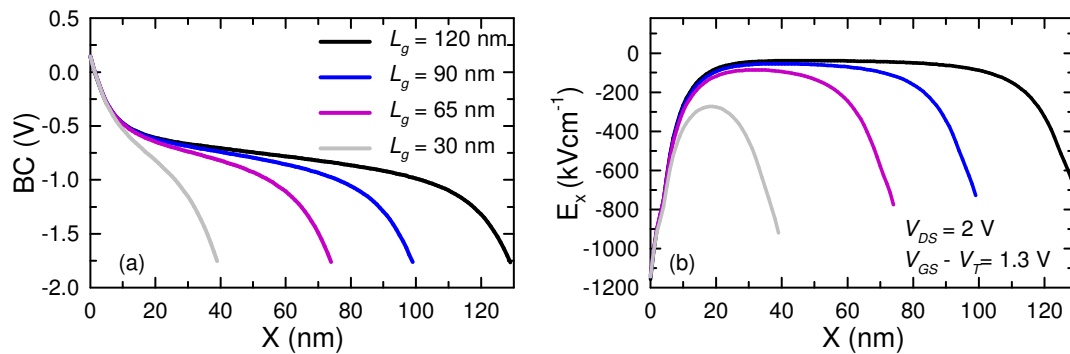 0.5
0.0
-0.5
-1.0
-1.5
-2.0
BC (V)
L_g = 120 nm
L_g = 90 nm
L_g = 65 nm
L_g = 30 nm
(a)
0 20 40 60 80 100 120
X (nm)
0
-200
-400
-600
-800
-1000
-1200
E_x (kVcm^-1)
V_DS = 2 V
V_GS - V_T = 1.3 V
(b)
0 20 40 60 80 100 120
X (nm)